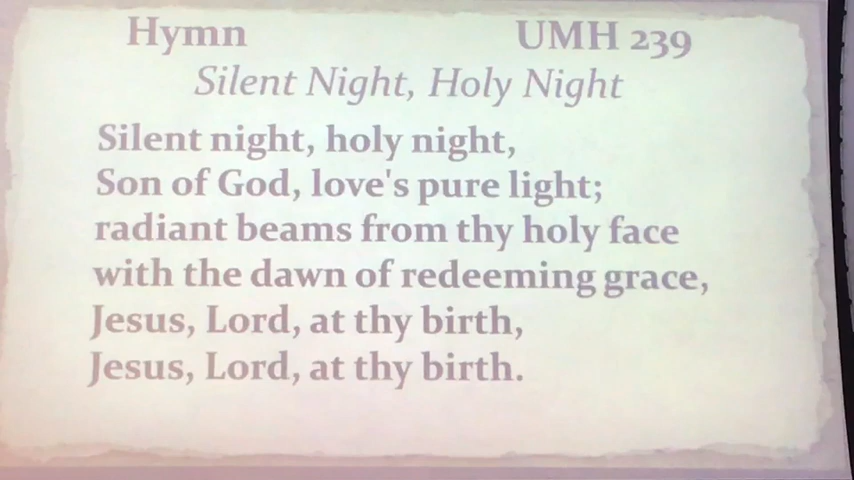 Hymn UMH 239
Silent Night, Holy Night
Silent night, holy night,
Son of God, love's pure light;
radiant beams from thy holy face
with the dawn of redeeming grace,
Jesus, Lord, at thy birth,
Jesus, Lord, at thy birth.